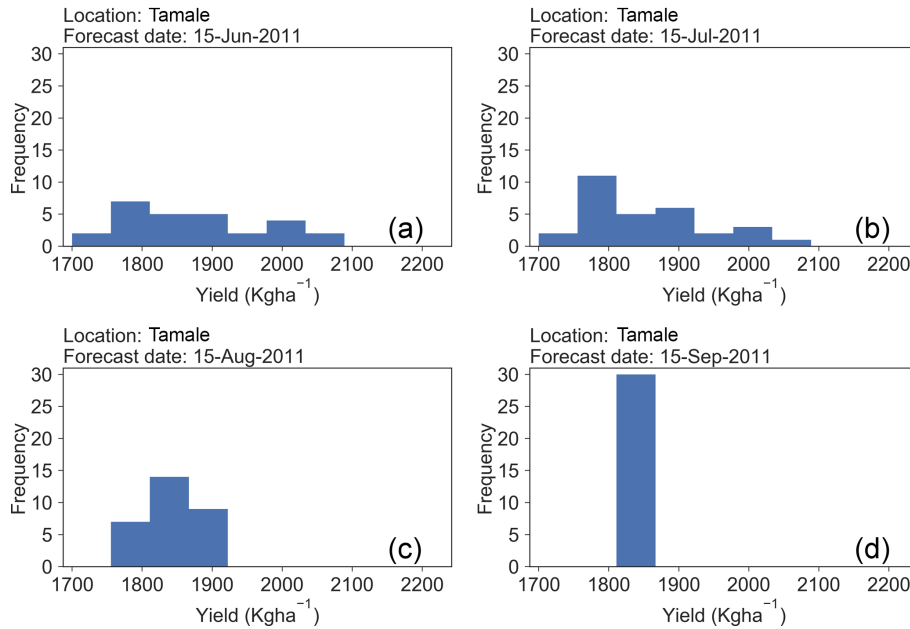 Location: Tamale
Forecast date: 15-Jun-2011
30
25
20
15
10
5
0
Frequency
(a)
1700 1800 1900 2000 2100 2200
Yield (Kgha⁻¹)
Location: Tamale
Forecast date: 15-Jul-2011
30
25
20
15
10
5
0
Frequency
(b)
1700 1800 1900 2000 2100 2200
Yield (Kgha⁻¹)
Location: Tamale
Forecast date: 15-Aug-2011
30
25
20
15
10
5
0
Frequency
(c)
1700 1800 1900 2000 2100 2200
Yield (Kgha⁻¹)
Location: Tamale
Forecast date: 15-Sep-2011
30
25
20
15
10
5
0
Frequency
(d)
1700 1800 1900 2000 2100 2200
Yield (Kgha⁻¹)